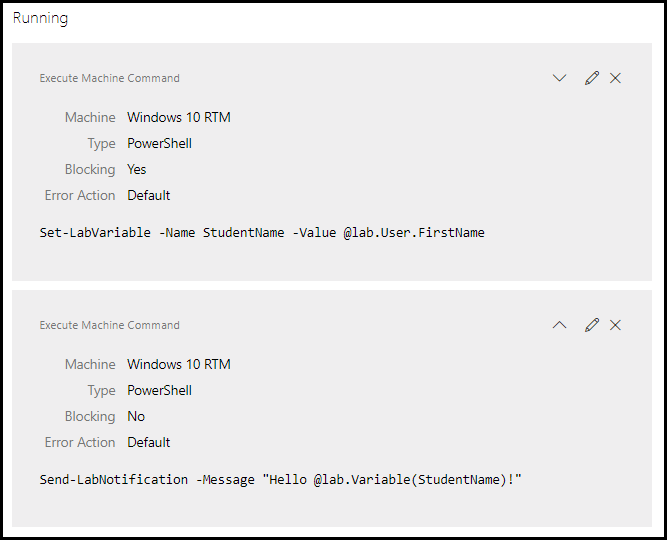 Running
Execute Machine Command
Machine Windows 10 RTM
Type PowerShell
Blocking Yes
Error Action Default
Set-LabVariable -Name StudentName -Value @lab.User.FirstName
Execute Machine Command
Machine Windows 10 RTM
Type PowerShell
Blocking No
Error Action Default
Send-LabNotification -Message "Hello @lab.Variable(StudentName)!"